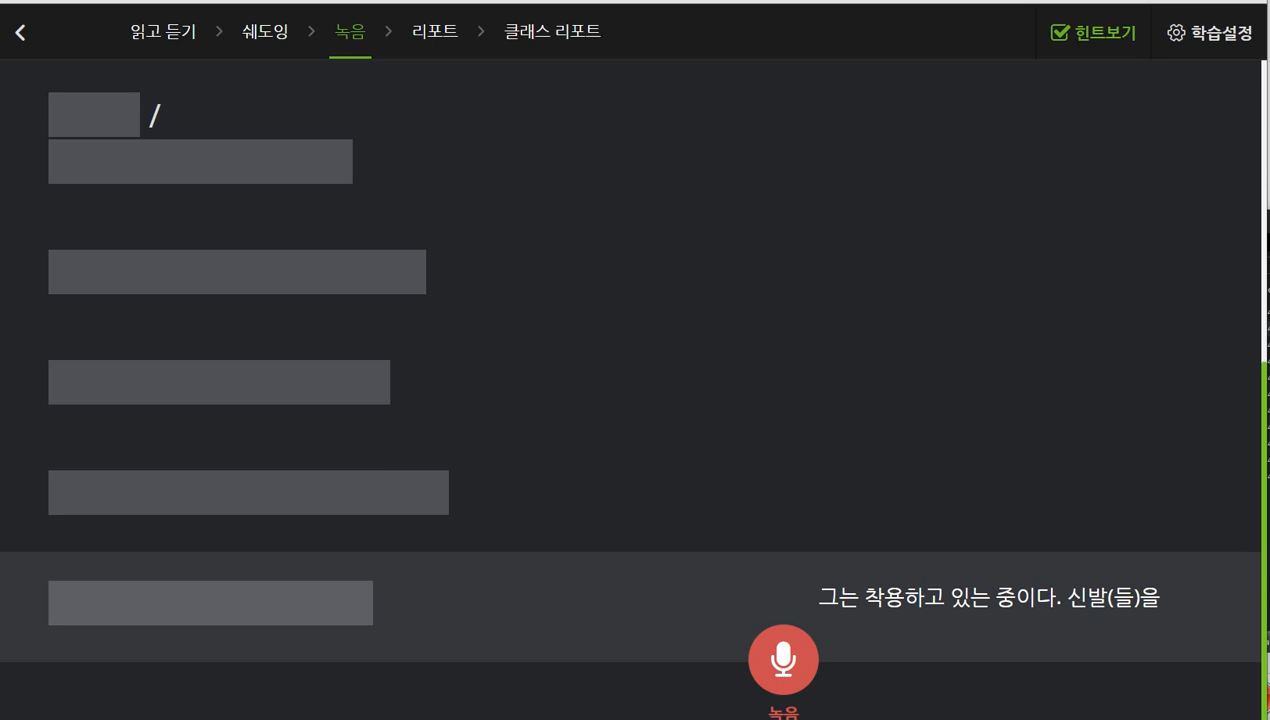 읽고 듣기 > 쉐도잉 > 녹음 > 리포트 > 클래스 리포트
힌트보기
학습설정
/
그는 착용하고 있는 중이다. 신발(들)을
녹음